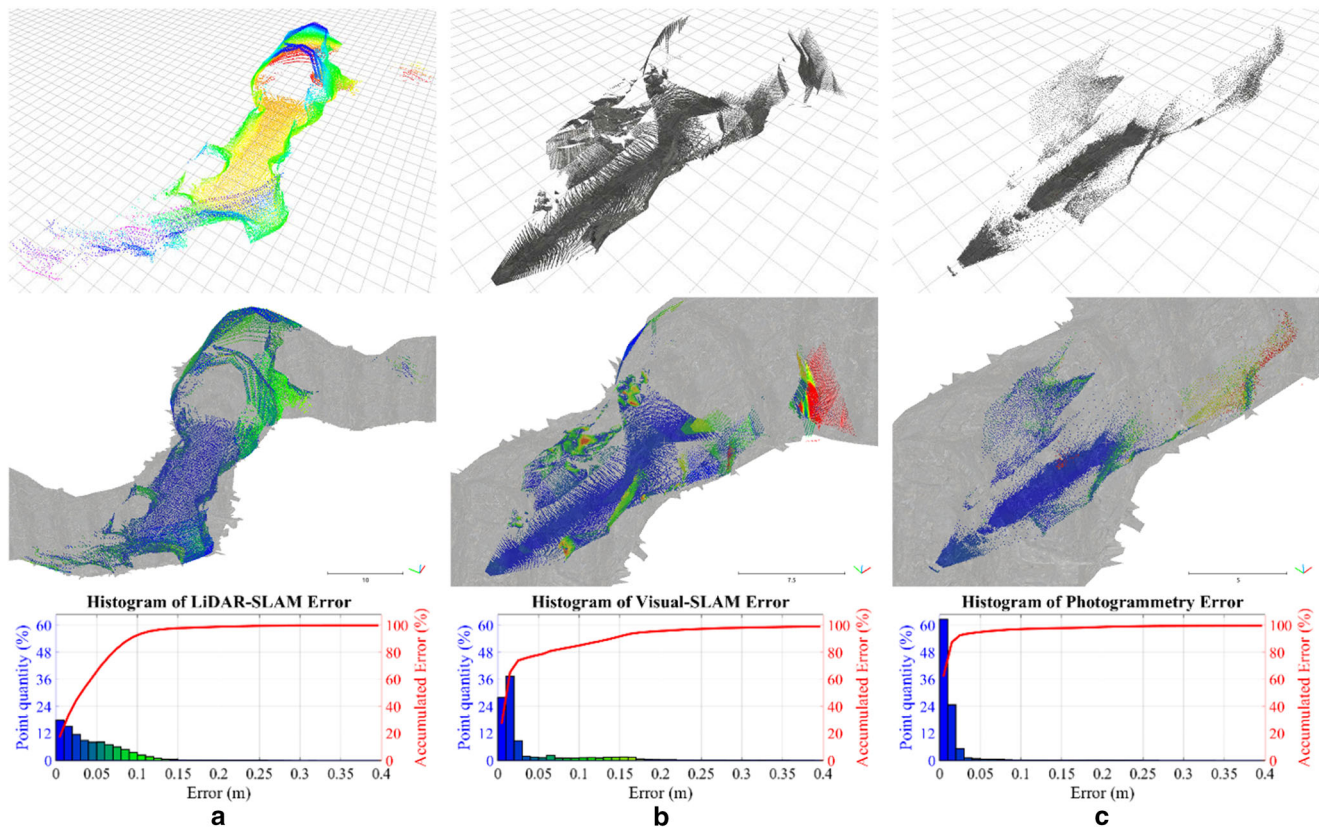 10
7.5
5
Histogram of LiDAR-SLAM Error
Histogram of Visual-SLAM Error
Histogram of Photogrammetry Error
Point quantity (%)
60
48
36
24
12
0
100
80
60
40
20
0
Accumulated Error (%)
0 0.05 0.1 0.15 0.2 0.25 0.3 0.35 0.4
Error (m)
a
Point quantity (%)
60
48
36
24
12
0
100
80
60
40
20
0
Accumulated Error (%)
0 0.05 0.1 0.15 0.2 0.25 0.3 0.35 0.4
Error (m)
b
Point quantity (%)
60
48
36
24
12
0
100
80
60
40
20
0
Accumulated Error (%)
0 0.05 0.1 0.15 0.2 0.25 0.3 0.35 0.4
Error (m)
c